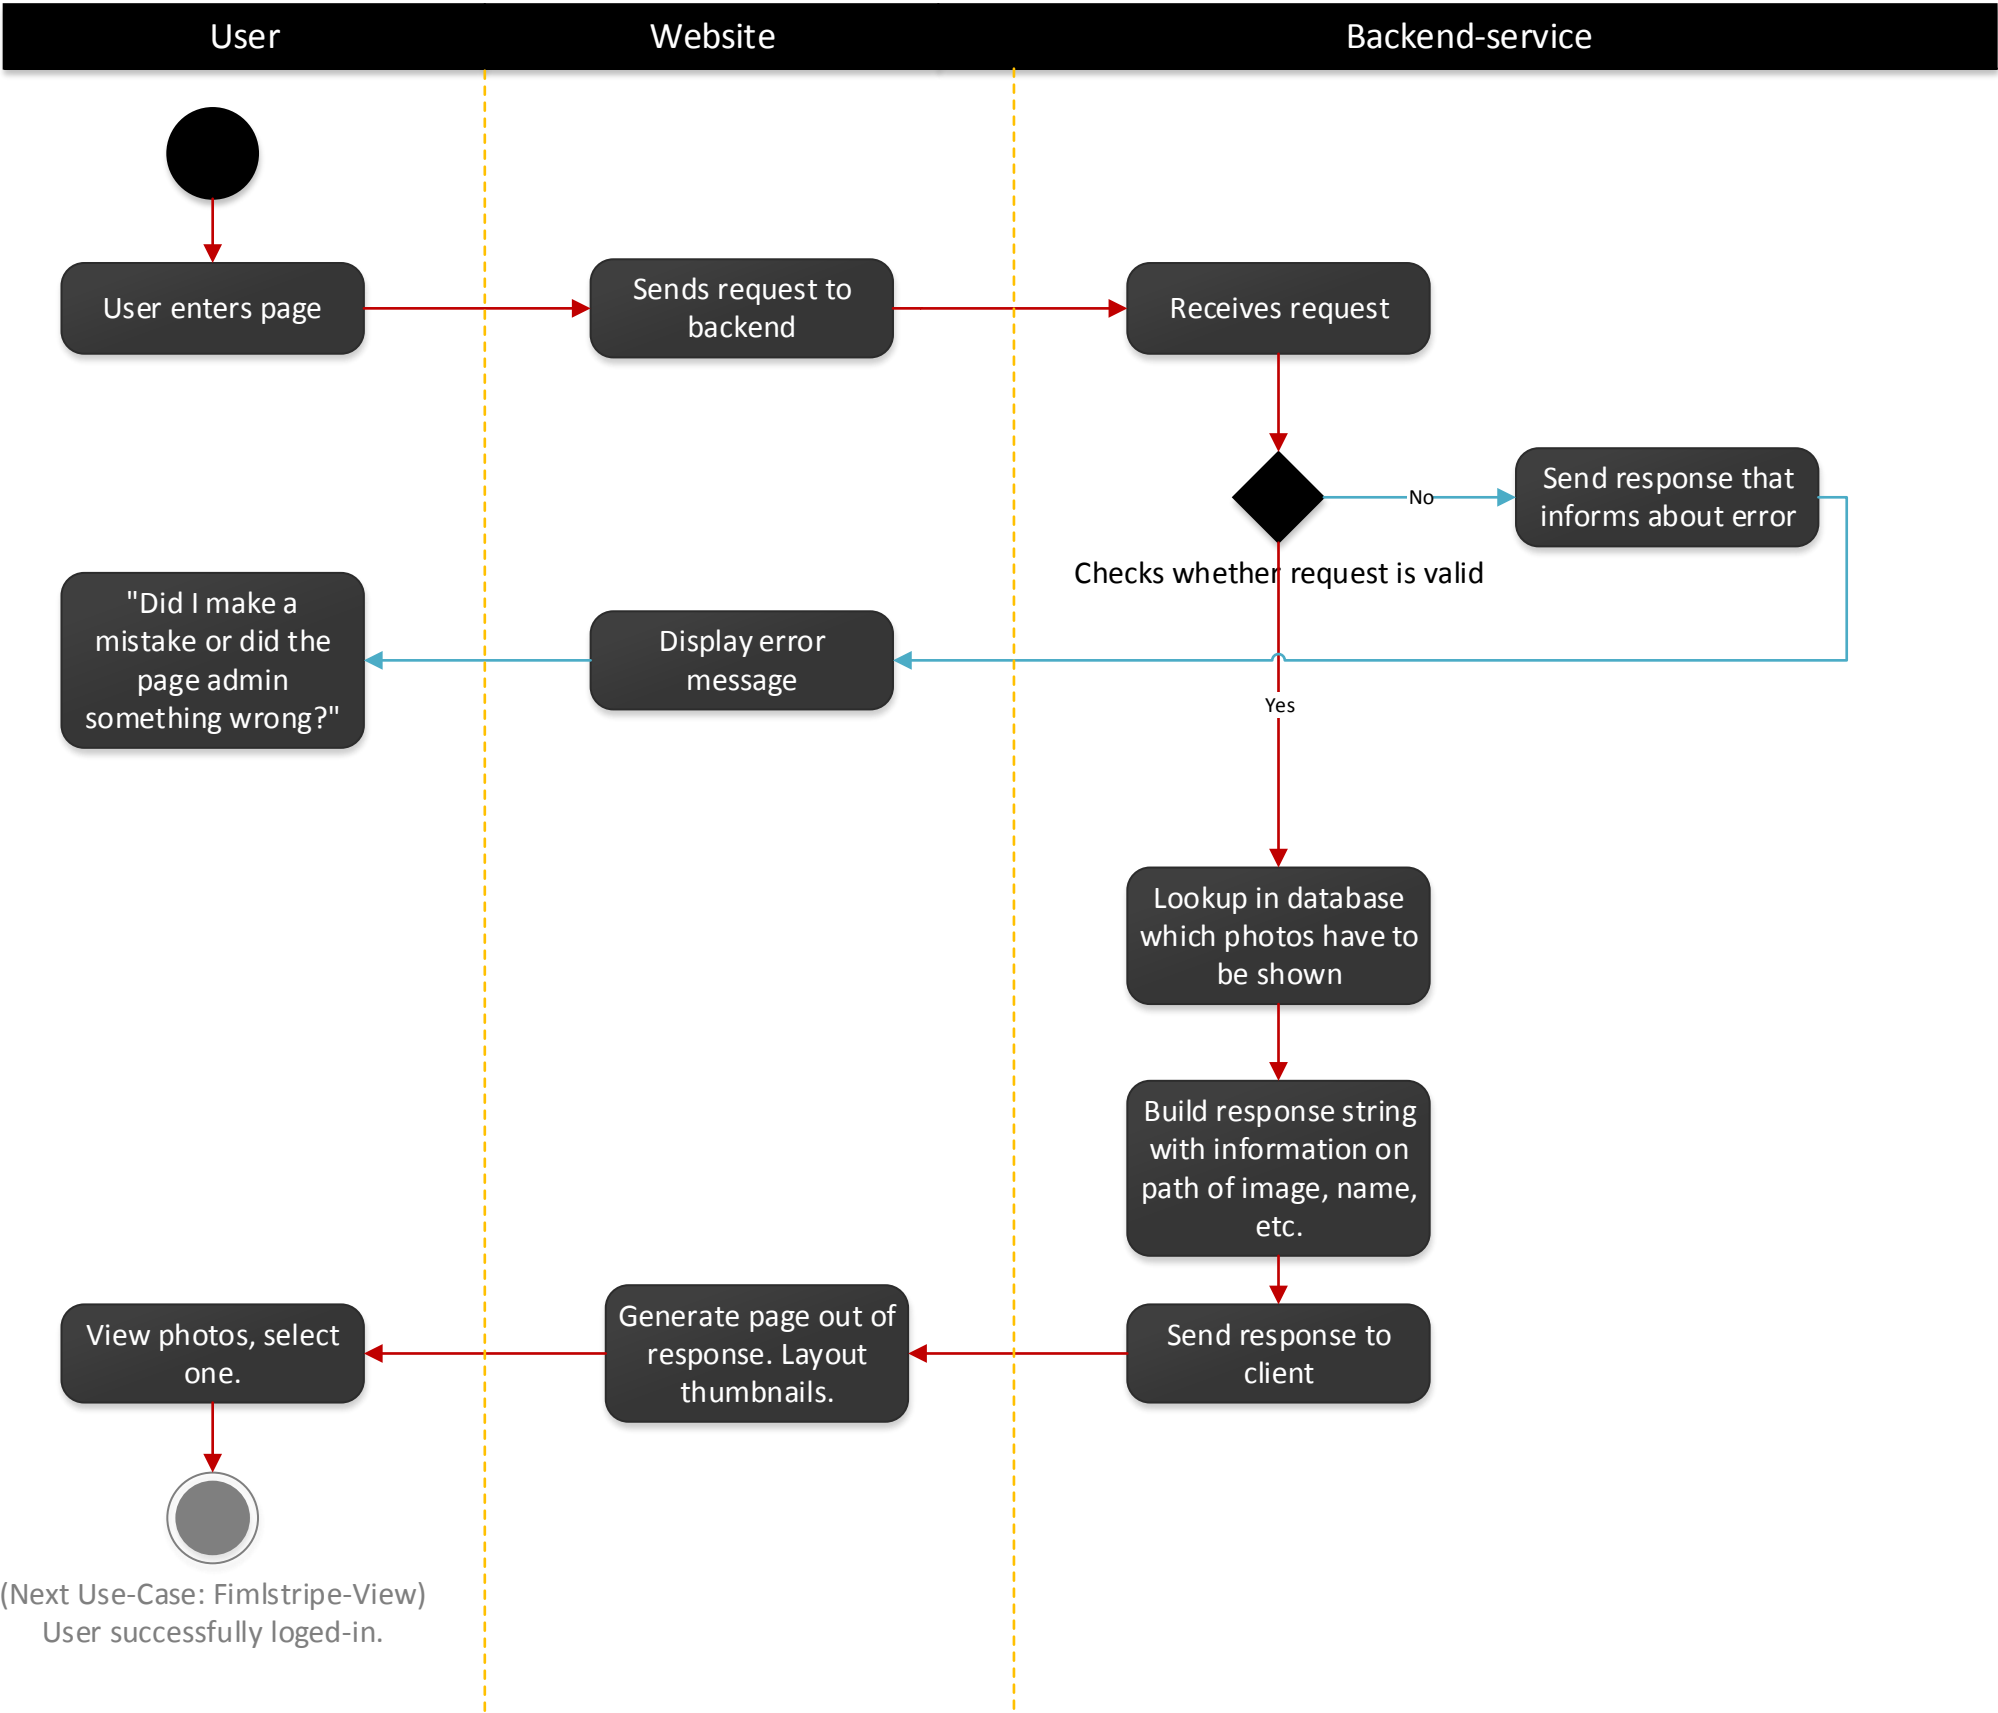 User
Website
Backend-service
User enters page
Sends request to
backend
Receives request
No
Send response that
informs about error
Checks whether request is valid
"Did I make a
mistake or did the
page admin
something wrong?"
Display error
message
Yes
Lookup in database
which photos have to
be shown
Build response string
with information on
path of image, name,
etc.
View photos, select
one.
Generate page out of
response. Layout
thumbnails.
Send response to
client
(Next Use-Case: Fimlstripe-View)
User successfully loged-in.